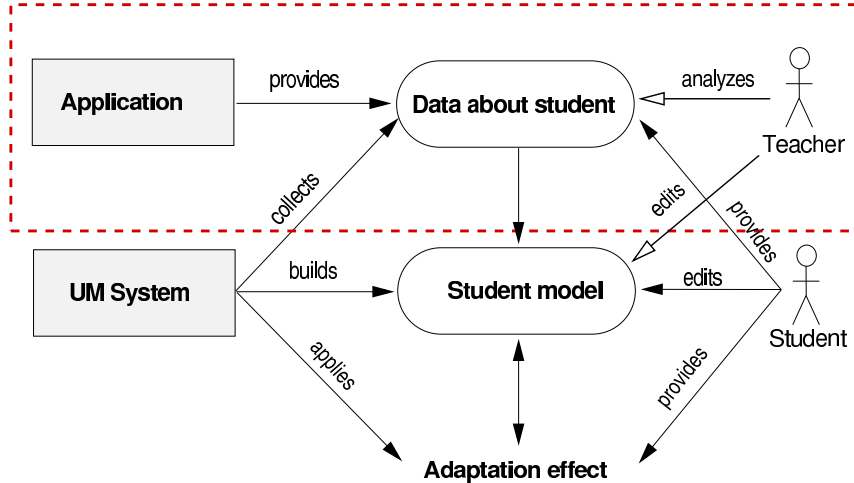 provides
analyzes
Application
Data about student
Teacher
collects
edits
provides
UM System
builds
Student model
edits
Student
applies
provides
Adaptation effect